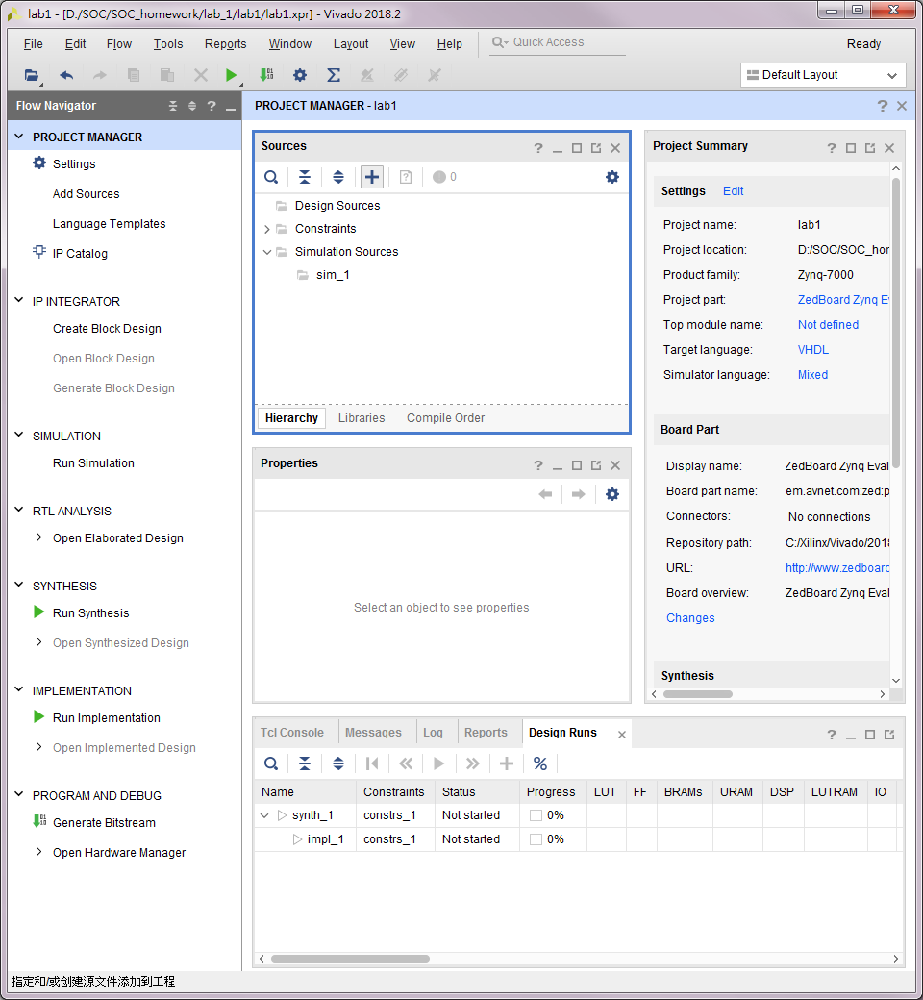 lab1 - [D:/SOC/SOC_homework/lab_1/lab1/lab1.xpr] - Vivado 2018.2
File Edit Flow Tools Reports Window Layout View Help Quick Access Ready
Default Layout
Flow Navigator
PROJECT MANAGER
Settings
Add Sources
Language Templates
IP Catalog
IP INTEGRATOR
Create Block Design
Open Block Design
Generate Block Design
SIMULATION
Run Simulation
RTL ANALYSIS
Open Elaborated Design
SYNTHESIS
Run Synthesis
Open Synthesized Design
IMPLEMENTATION
Run Implementation
Open Implemented Design
PROGRAM AND DEBUG
Generate Bitstream
Open Hardware Manager
PROJECT MANAGER - lab1
Sources
0
Design Sources
Constraints
Simulation Sources
sim_1
Hierarchy Libraries Compile Order
Properties
Select an object to see properties
Project Summary
Settings Edit
Project name: lab1
Project location: D:/SOC/SOC_hor
Product family: Zynq-7000
Project part: ZedBoard Zynq E
Top module name: Not defined
Target language: VHDL
Simulator language: Mixed
Board Part
Display name: ZedBoard Zynq Eval
Board part name: em.avnet.com:zed:p
Connectors: No connections
Repository path: C:/Xilinx/Vivado/2018
URL: http://www.zedboard
Board overview: ZedBoard Zynq Eval
Changes
Synthesis
Tcl Console Messages Log Reports Design Runs
Name Constraints Status Progress LUT FF BRAMs URAM DSP LUTRAM IO
synth_1 constrs_1 Not started 0%
impl_1 constrs_1 Not started 0%
指定和/或创建源文件添加到工程